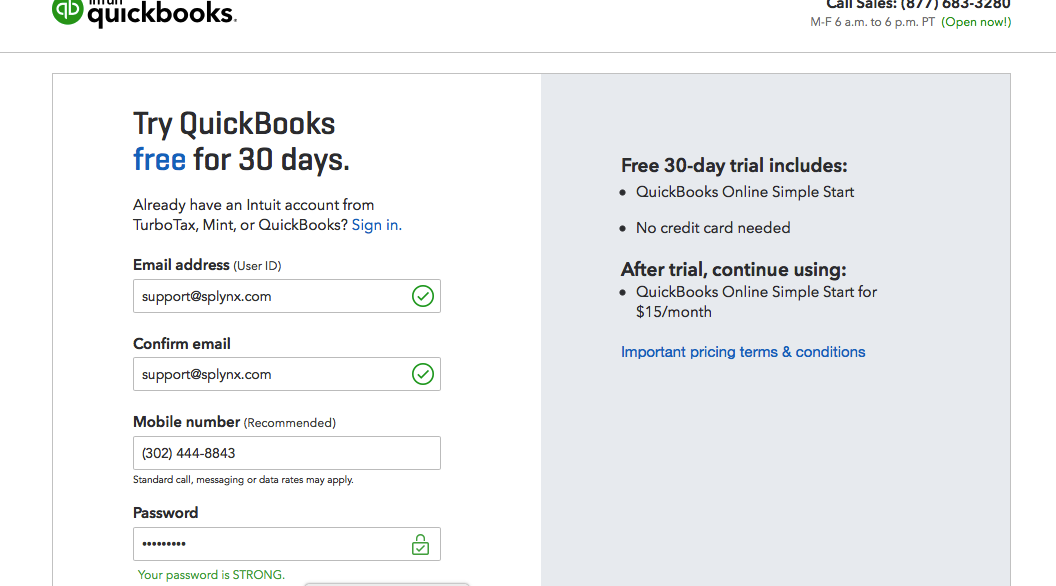 intuit
quickbooks.
Call Sales: (877) 683-3280
M-F 6 a.m. to 6 p.m. PT (Open now!)
Try QuickBooks
free for 30 days.
Already have an Intuit account from
TurboTax, Mint, or QuickBooks? Sign in.
Email address (User ID)
support@splynx.com
Confirm email
support@splynx.com
Mobile number (Recommended)
(302) 444-8843
Standard call, messaging or data rates may apply.
Password
•••••••••
Your password is STRONG.
Free 30-day trial includes:
• QuickBooks Online Simple Start
• No credit card needed
After trial, continue using:
• QuickBooks Online Simple Start for
$15/month
Important pricing terms & conditions